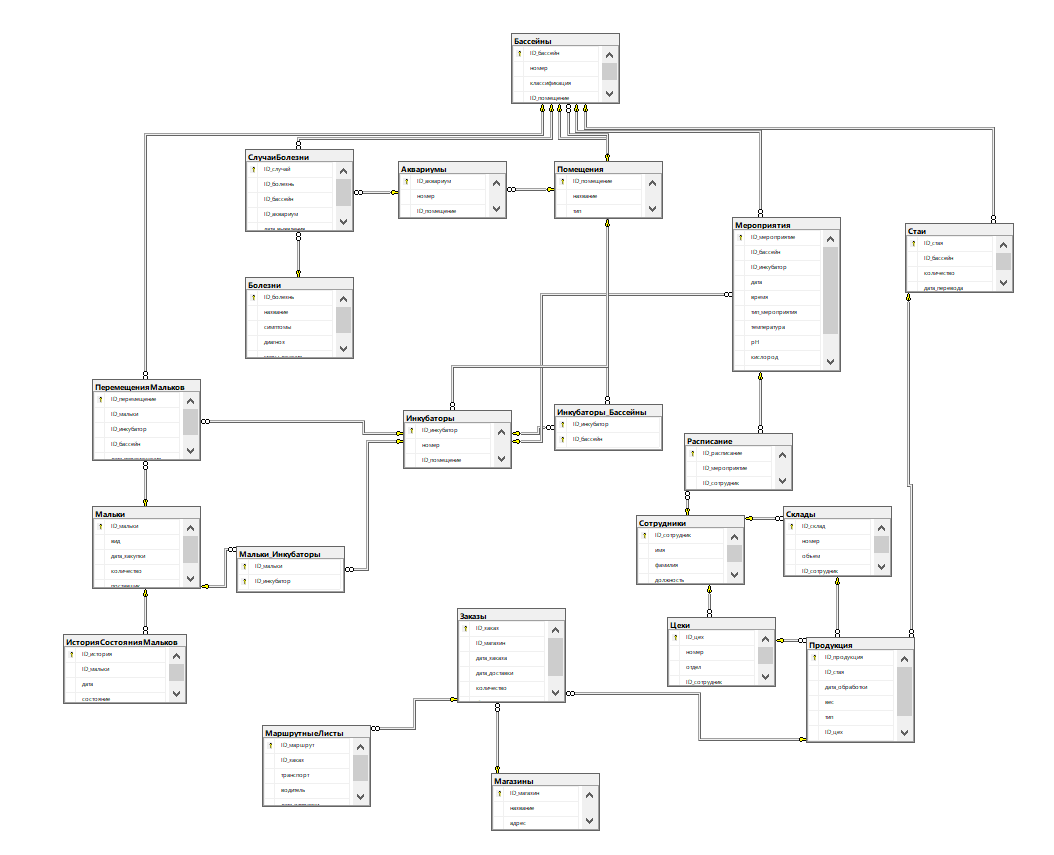 Бассейны
ID_бассейн
номер
классификация
ID_помещение
СлучаиБолезни
ID_случай
ID_болезнь
ID_бассейн
ID_аквариум
дата_выявления
Аквариумы
ID_аквариум
номер
ID_помещение
Помещения
ID_помещение
название
тип
Мероприятия
ID_мероприятие
ID_бассейн
ID_инкубатор
дата
время
тип_мероприятия
температура
pH
кислород
Стаи
ID_стая
ID_бассейн
количество
дата_перевода
Болезни
ID_болезнь
название
симптомы
диагноз
ПеремещенияМальков
ID_перемещение
ID_мальки
ID_инкубатор
ID_бассейн
дата_перемещения
Инкубаторы
ID_инкубатор
номер
ID_помещение
Инкубаторы_Бассейны
ID_инкубатор
ID_бассейн
Расписание
ID_расписание
ID_мероприятие
ID_сотрудник
Мальки
ID_мальки
вид
дата_закупки
количество
поставщик
Мальки_Инкубаторы
ID_мальки
ID_инкубатор
Сотрудники
ID_сотрудник
имя
фамилия
должность
Склады
ID_склад
номер
объем
ID_сотрудник
ИсторияСостоянияМальков
ID_история
ID_мальки
дата
состояние
Заказы
ID_заказ
ID_магазин
дата_заказа
дата_доставки
количество
Цехи
ID_цех
номер
отдел
ID_сотрудник
Продукция
ID_продукция
ID_стая
дата_обработки
вес
тип
ID_цех
МаршрутныеЛисты
ID_маршрут
ID_заказ
транспорт
водитель
Магазины
ID_магазин
название
адрес